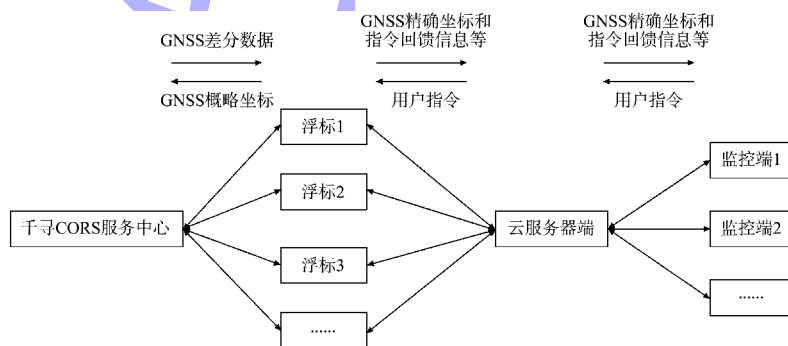 GNSS差分数据
GNSS概略坐标
GNSS精确坐标和
指令回馈信息等
用户指令
GNSS精确坐标和
指令回馈信息等
用户指令
千寻CORS服务中心
浮标1
浮标2
浮标3
......
云服务器端
监控端1
监控端2
......